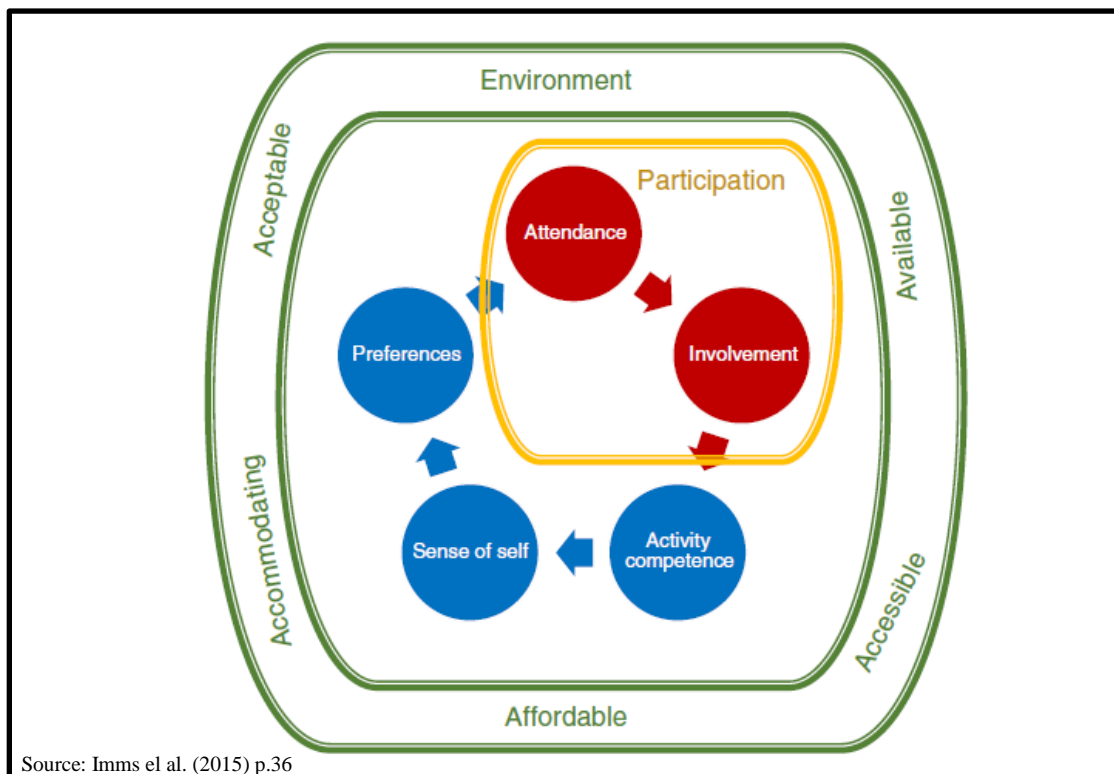 Environment
Acceptable
Participation
Attendance
Available
Preferences
Involvement
Accommodating
Sense of self
Activity
competence
Accessible
Affordable
Source: Imms el al. (2015) p.36